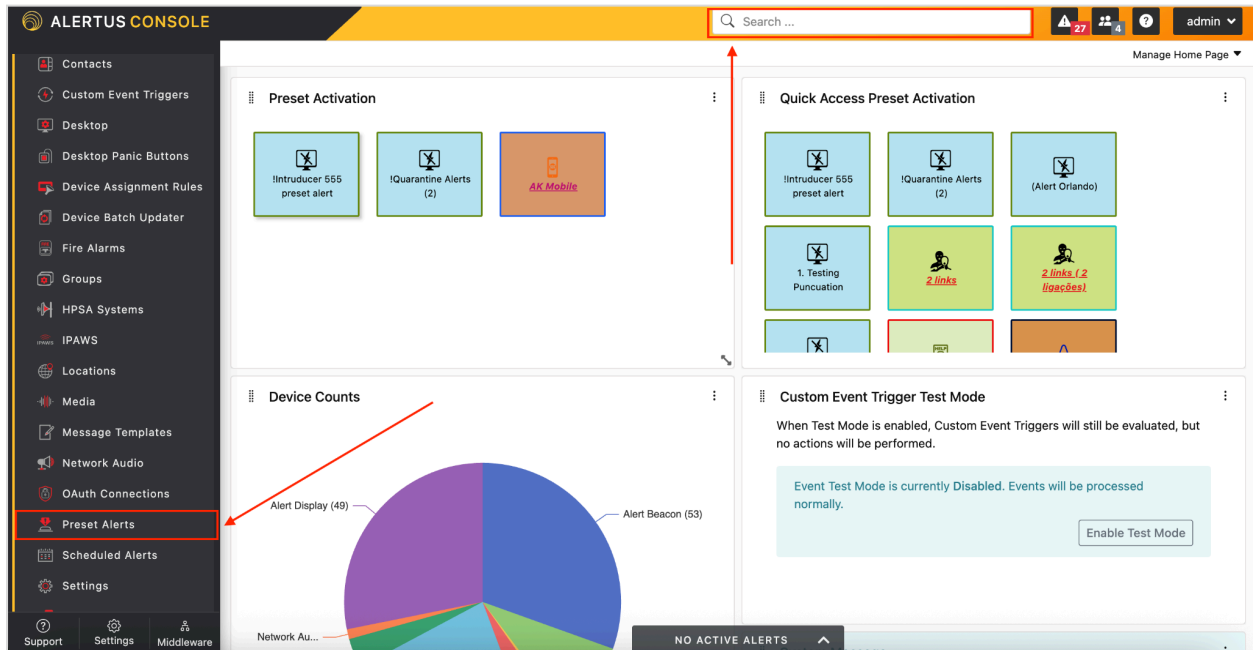 ALERTUS CONSOLE
Search ...
27
4
admin
Manage Home Page
Contacts
Custom Event Triggers
Desktop
Desktop Panic Buttons
Device Assignment Rules
Device Batch Updater
Fire Alarms
Groups
HPSA Systems
IPAWS
Locations
Media
Message Templates
Network Audio
OAuth Connections
Preset Alerts
Scheduled Alerts
Settings
Support
Settings
Middleware
Preset Activation
!Intruducer 555
preset alert
!Quarantine Alerts
(2)
AK Mobile
Quick Access Preset Activation
!Intruducer 555
preset alert
!Quarantine Alerts
(2)
(Alert Orlando)
1. Testing
Puncuation
2 links
2 links ( 2
ligações)
HELP
Device Counts
Alert Display (49)
Alert Beacon (53)
Network Au...
Custom Event Trigger Test Mode
When Test Mode is enabled, Custom Event Triggers will still be evaluated, but
no actions will be performed.
Event Test Mode is currently Disabled. Events will be processed
normally.
Enable Test Mode
NO ACTIVE ALERTS